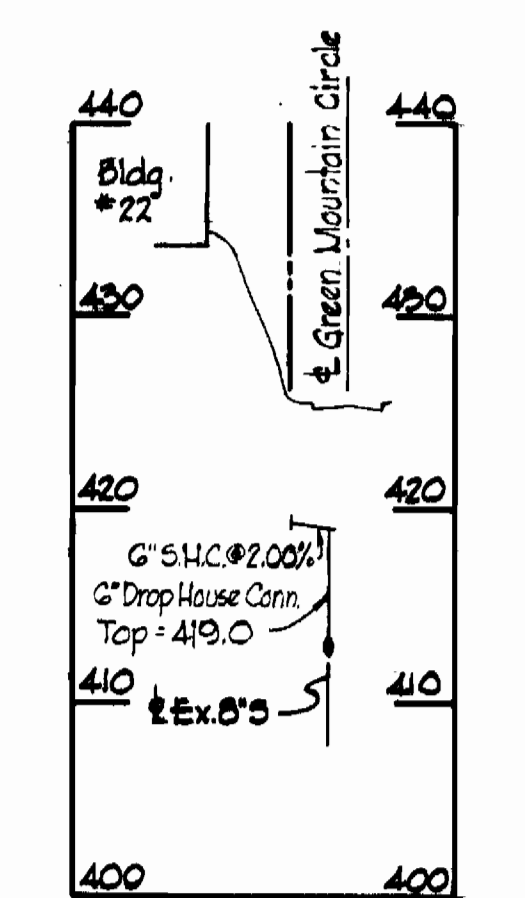 440
440
Bldg.
#22
℄ Green Mountain Circle
430
430
420
420
6" S.H.C. @ 2.00%
6" Drop House Conn.
Top = 419.0
410
410
℄ Ex. 8" S
400
400